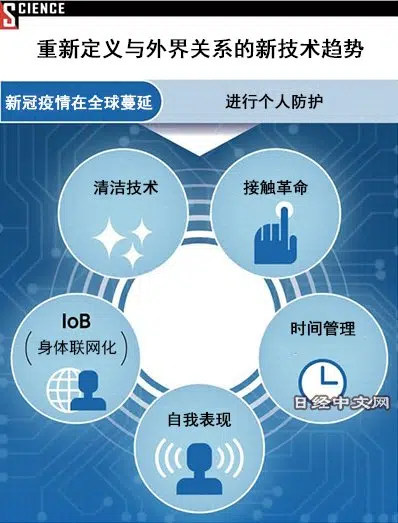 SCIENCE
重新定义与外界关系的新技术趋势
新冠疫情在全球蔓延
进行个人防护
清洁技术
接触革命
IoB
(身体联网化)
时间管理
日经中文网
自我表现